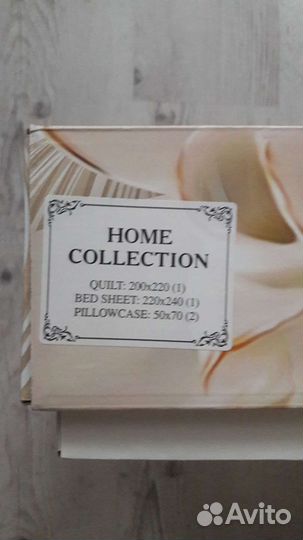 HOME
COLLECTION
QUILT: 200x220 (1)
BED SHEET: 220x240 (1)
PILLOWCASE: 50x70 (2)
Avito